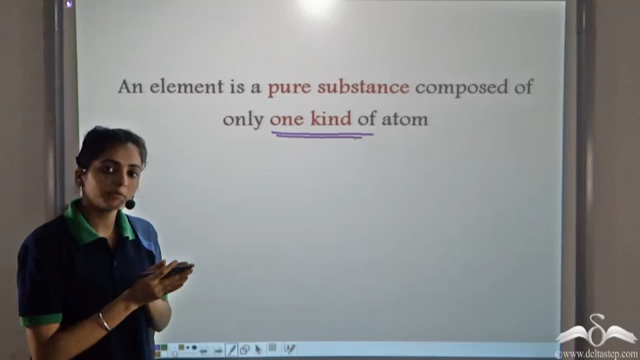 An element is a pure substance composed of
only one kind of atom
©www.deltastep.com